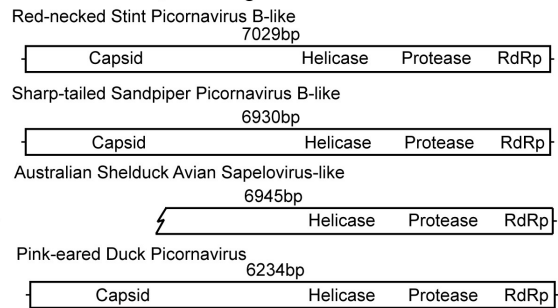 Red-necked Stint Picornavirus B-like
7029bp
Capsid Helicase Protease RdRp
Sharp-tailed Sandpiper Picornavirus B-like
6930bp
Capsid Helicase Protease RdRp
Australian Shelduck Avian Sapelovirus-like
6945bp
Helicase Protease RdRp
Pink-eared Duck Picornavirus
6234bp
Capsid Helicase Protease RdRp